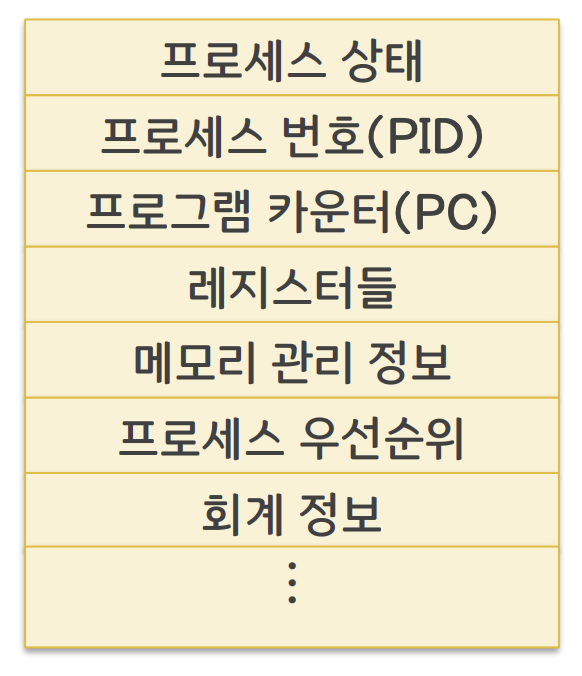 프로세스 상태
프로세스 번호(PID)
프로그램 카운터(PC)
레지스터들
메모리 관리 정보
프로세스 우선순위
회계 정보
⋮